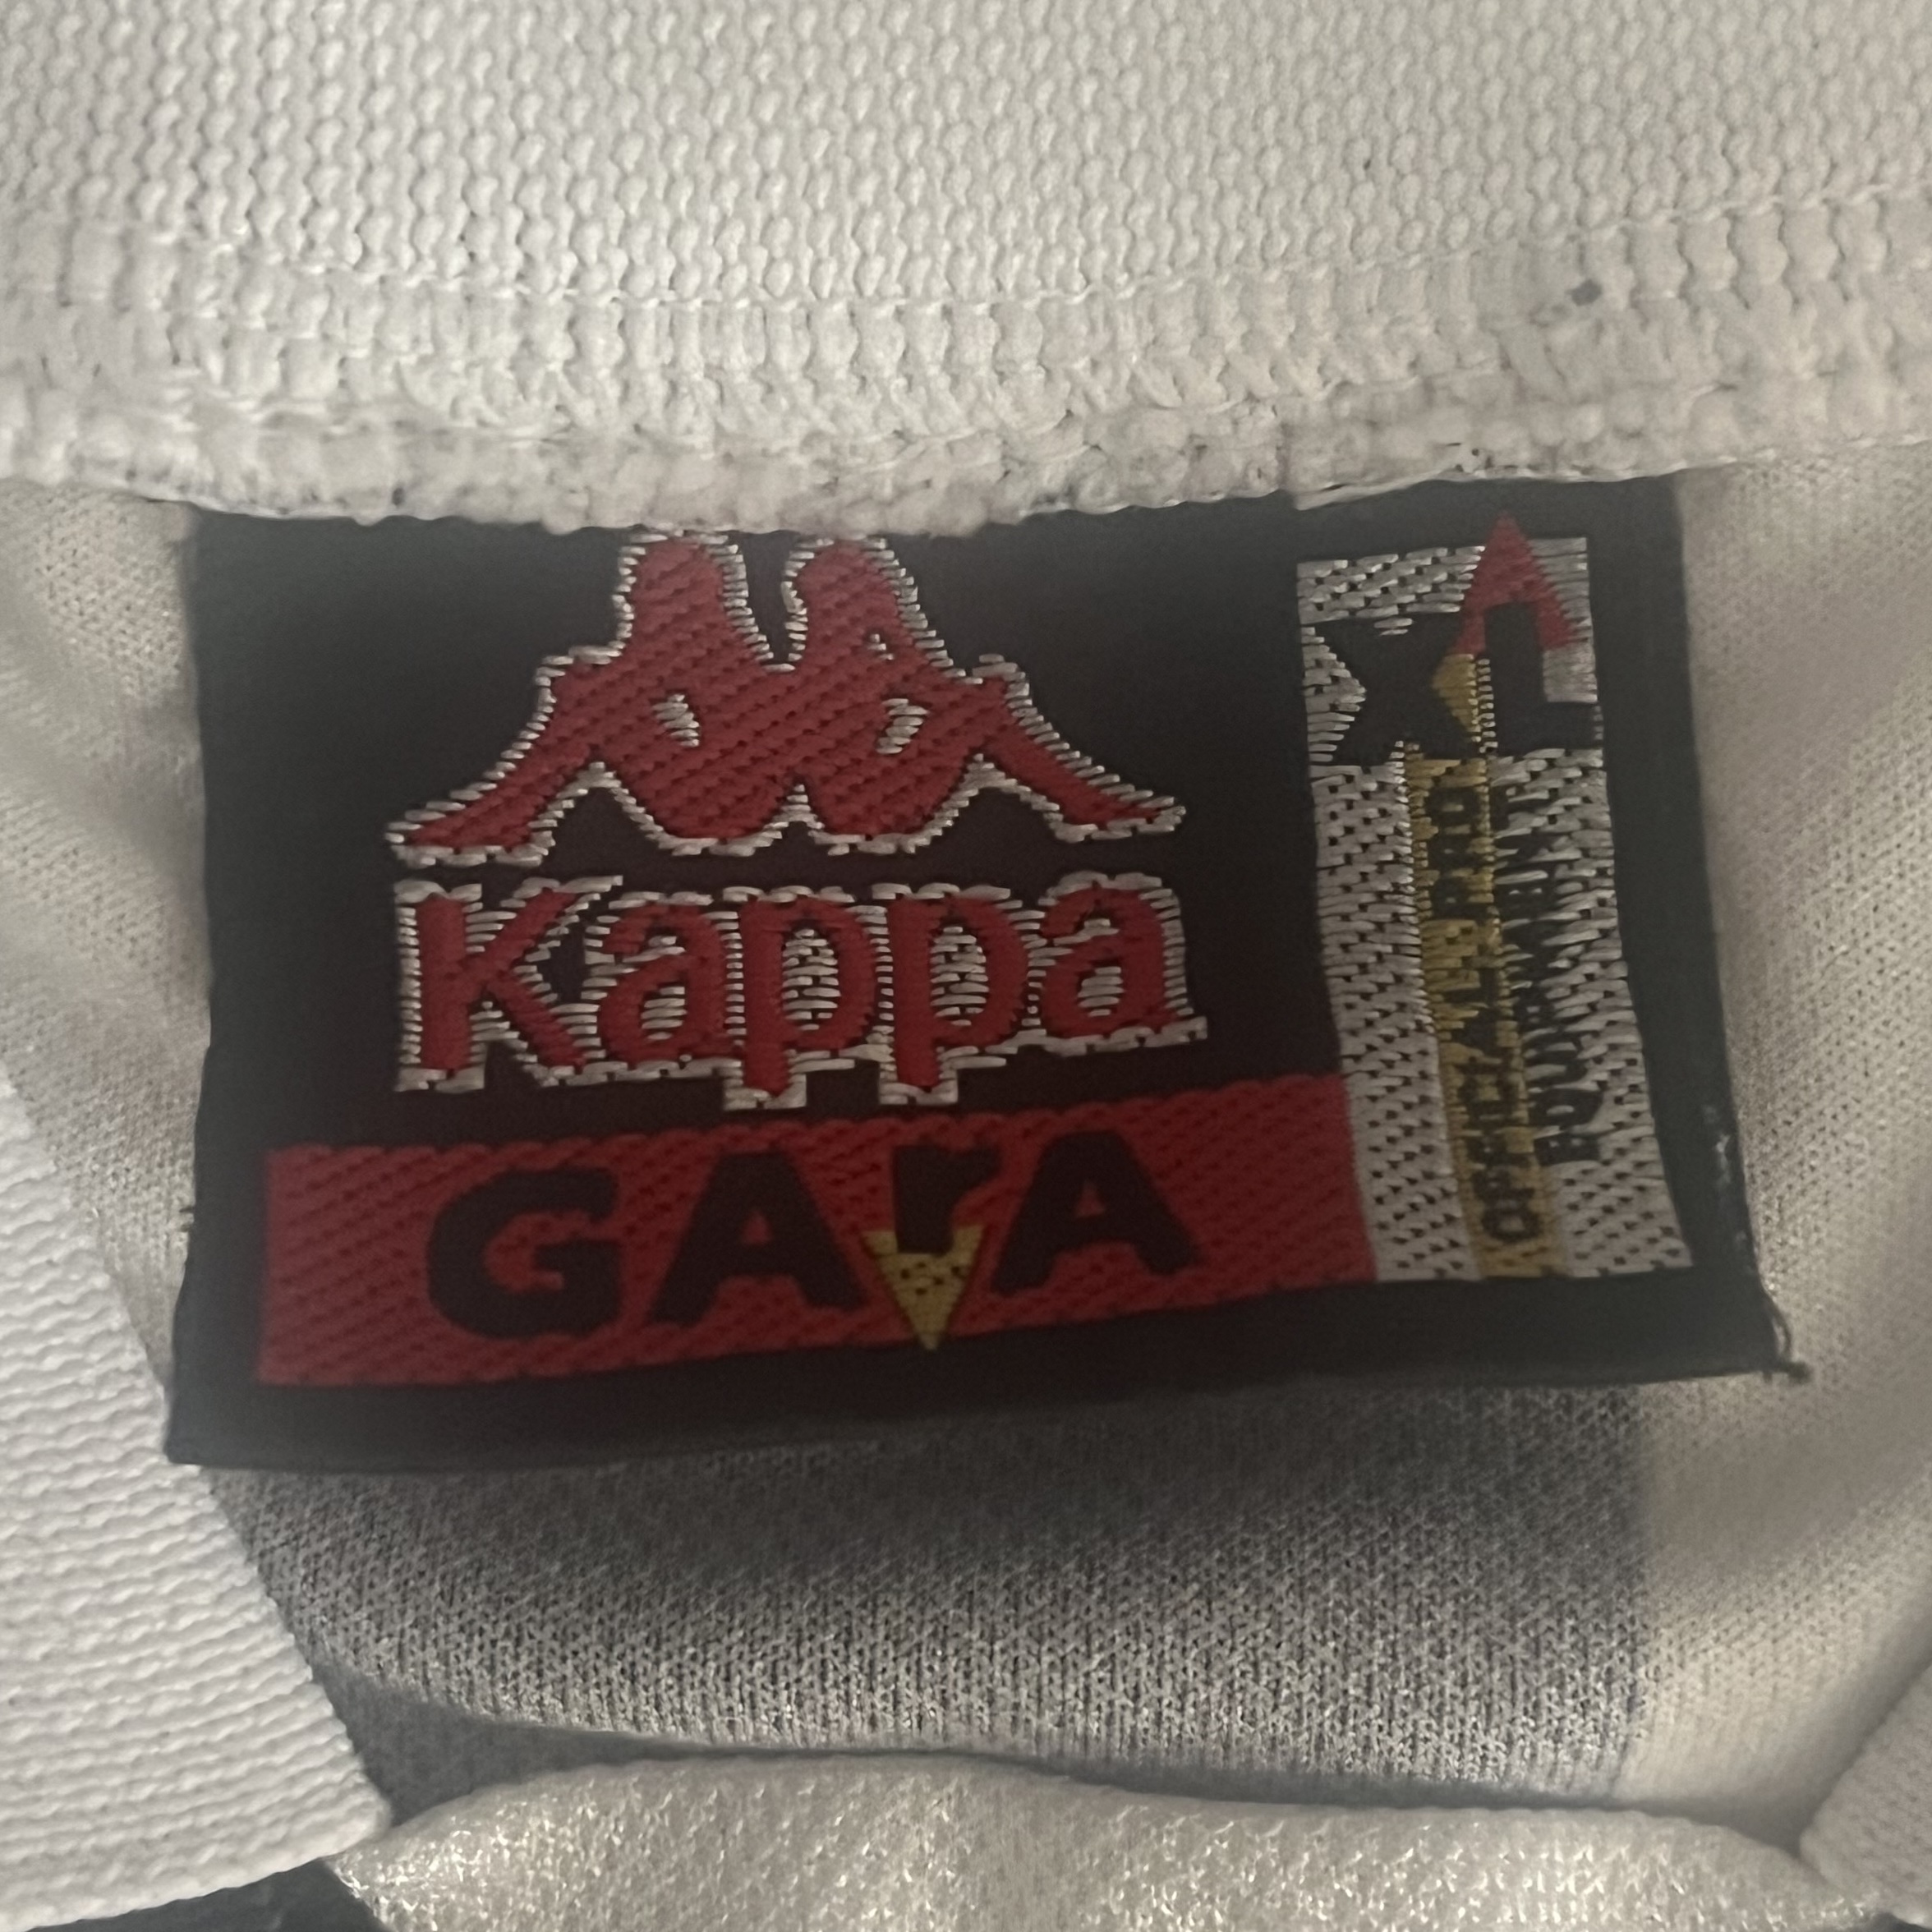 Kappa
GArA
XL
OFFICIAL PRO
EQUIPMENT